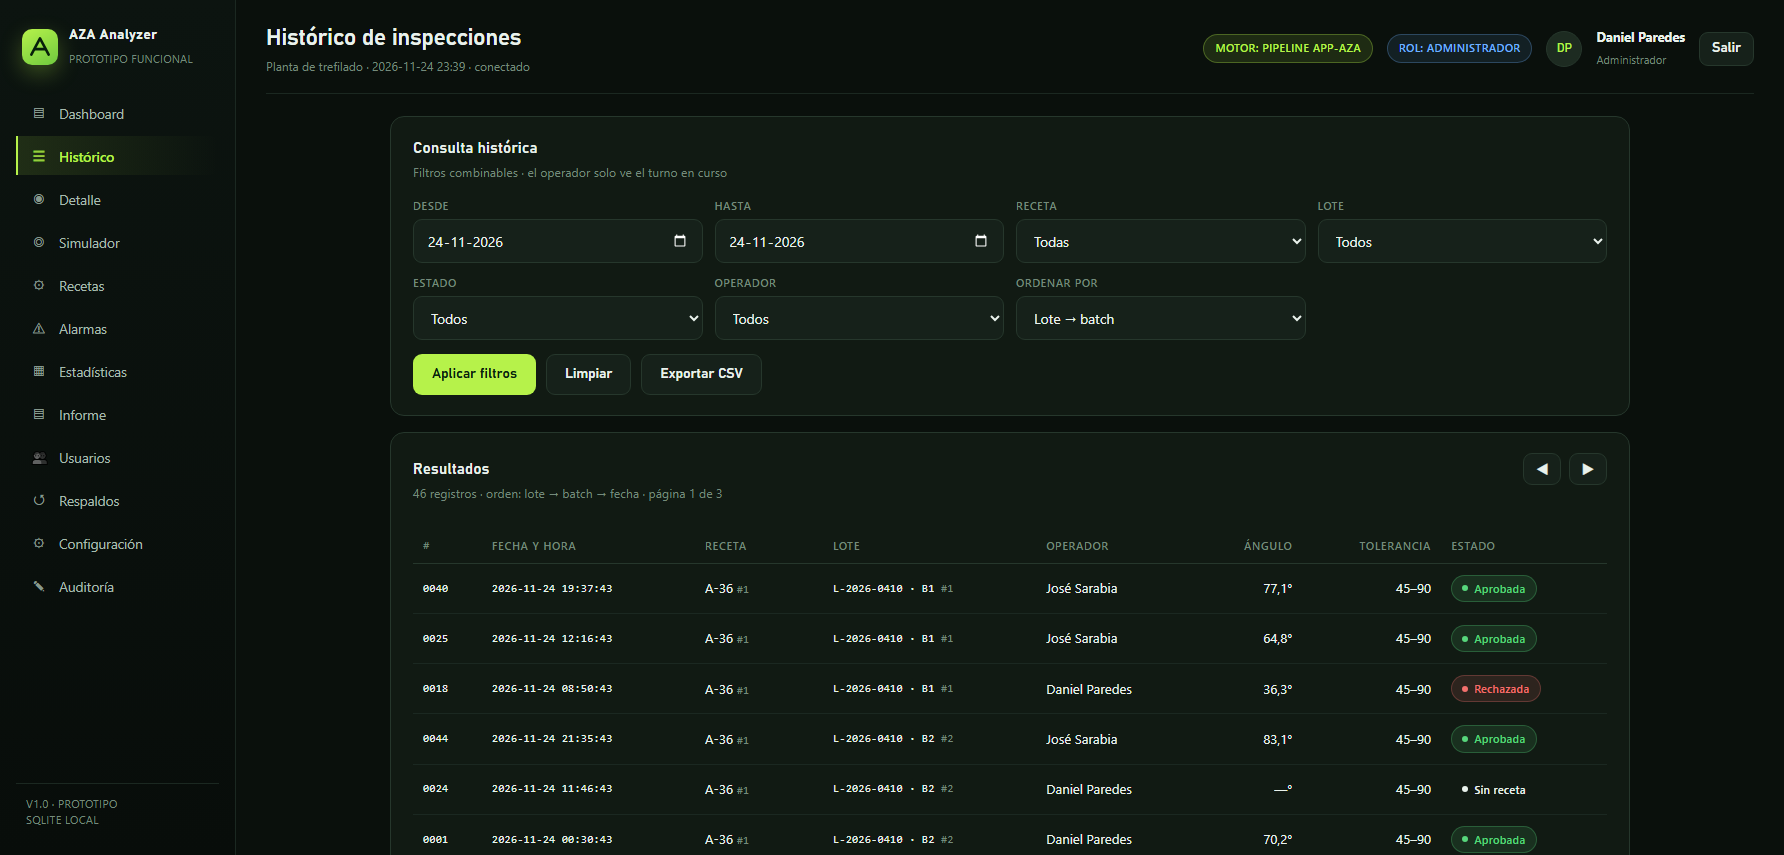 AZA Analyzer
PROTOTIPO FUNCIONAL
Dashboard
Histórico
Detalle
Simulador
Recetas
Alarmas
Estadísticas
Informe
Usuarios
Respaldos
Configuración
Auditoría
V1.0 · PROTOTIPO
SQLITE LOCAL
Histórico de inspecciones
Planta de trefilado · 2026-11-24 23:39 · conectado
MOTOR: PIPELINE APP-AZA
ROL: ADMINISTRADOR
DP
Daniel Paredes
Administrador
Salir
Consulta histórica
Filtros combinables · el operador solo ve el turno en curso
DESDE HASTA RECETA LOTE
24-11-2026 24-11-2026 Todas Todos
ESTADO OPERADOR ORDENAR POR
Todos Todos Lote → batch
Aplicar filtros Limpiar Exportar CSV
Resultados
46 registros · orden: lote → batch → fecha · página 1 de 3
# FECHA Y HORA RECETA LOTE OPERADOR ÁNGULO TOLERANCIA ESTADO
0040 2026-11-24 19:37:43 A-36 #1 L-2026-0410 · B1 #1 José Sarabia 77,1° 45–90 Aprobada
0025 2026-11-24 12:16:43 A-36 #1 L-2026-0410 · B1 #1 José Sarabia 64,8° 45–90 Aprobada
0018 2026-11-24 08:50:43 A-36 #1 L-2026-0410 · B1 #1 Daniel Paredes 36,3° 45–90 Rechazada
0044 2026-11-24 21:35:43 A-36 #1 L-2026-0410 · B2 #2 José Sarabia 83,1° 45–90 Aprobada
0024 2026-11-24 11:46:43 A-36 #1 L-2026-0410 · B2 #2 Daniel Paredes —° 45–90 Sin receta
0001 2026-11-24 00:30:43 A-36 #1 L-2026-0410 · B2 #2 Daniel Paredes 70,2° 45–90 Aprobada